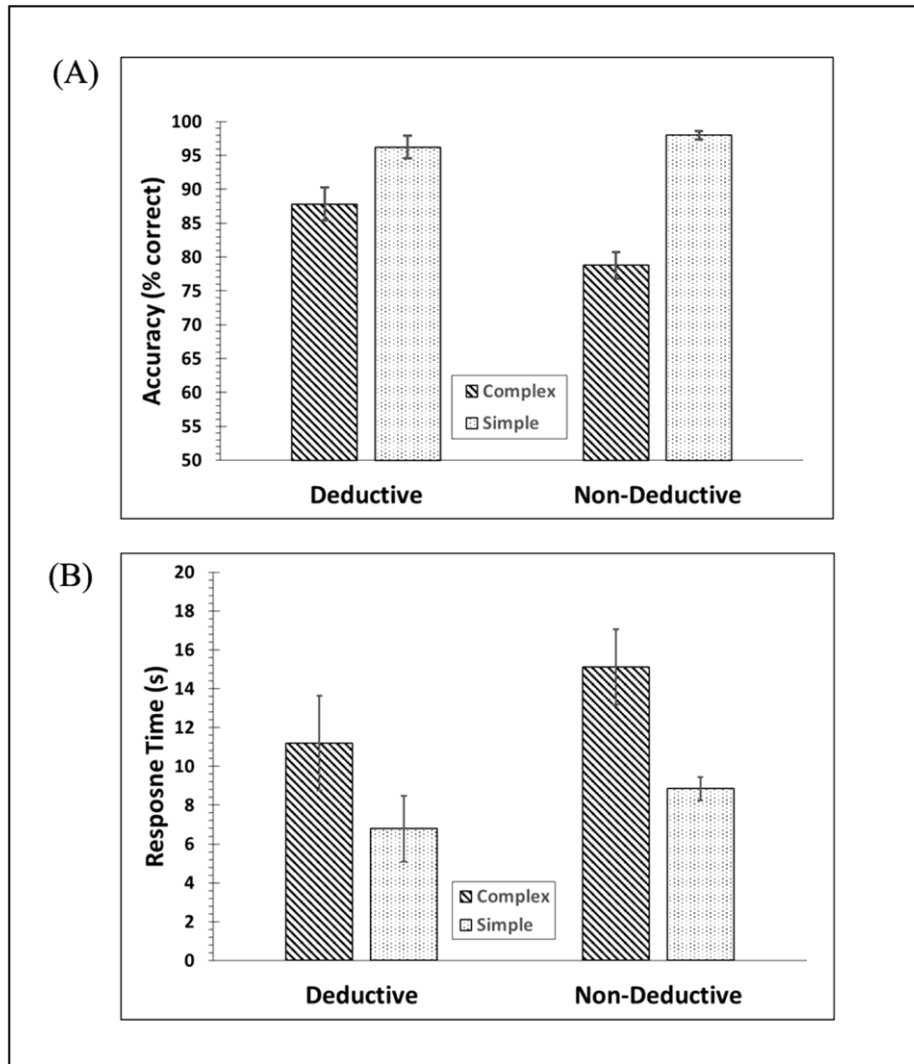 (A)
Accuracy (% correct)
100
95
90
85
80
75
70
65
60
55
50
Complex
Simple
Deductive
Non-Deductive
(B)
Resposne Time (s)
20
18
16
14
12
10
8
6
4
2
0
Complex
Simple
Deductive
Non-Deductive